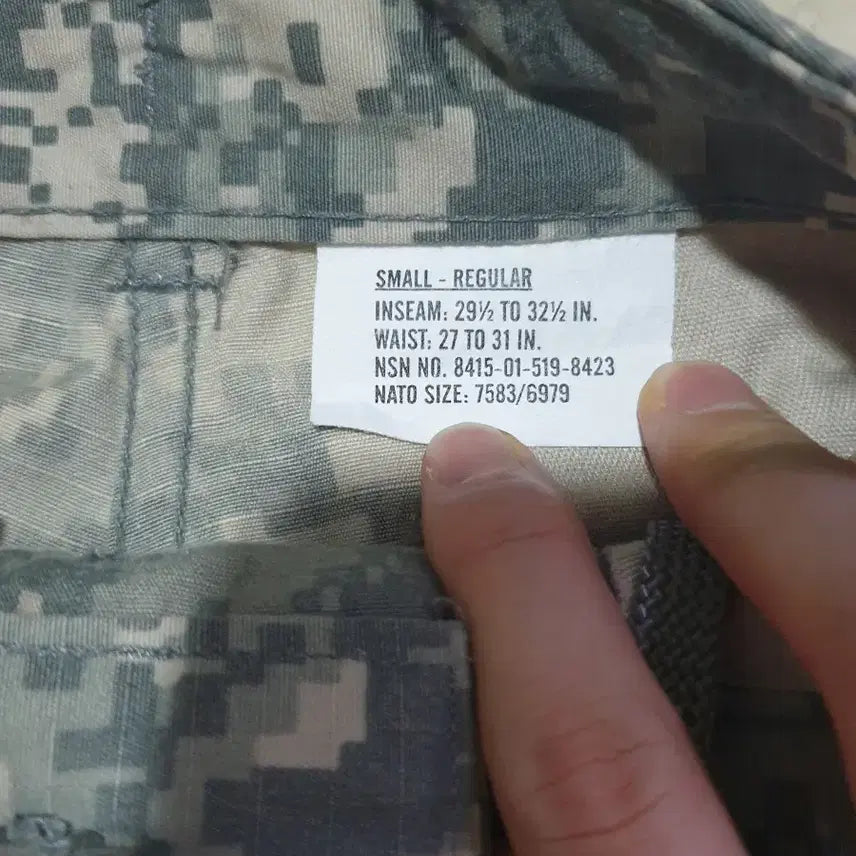 SMALL - REGULAR
INSEAM: 29½ TO 32½ IN.
WAIST: 27 TO 31 IN.
NSN NO. 8415-01-519-8423
NATO SIZE: 7583/6979